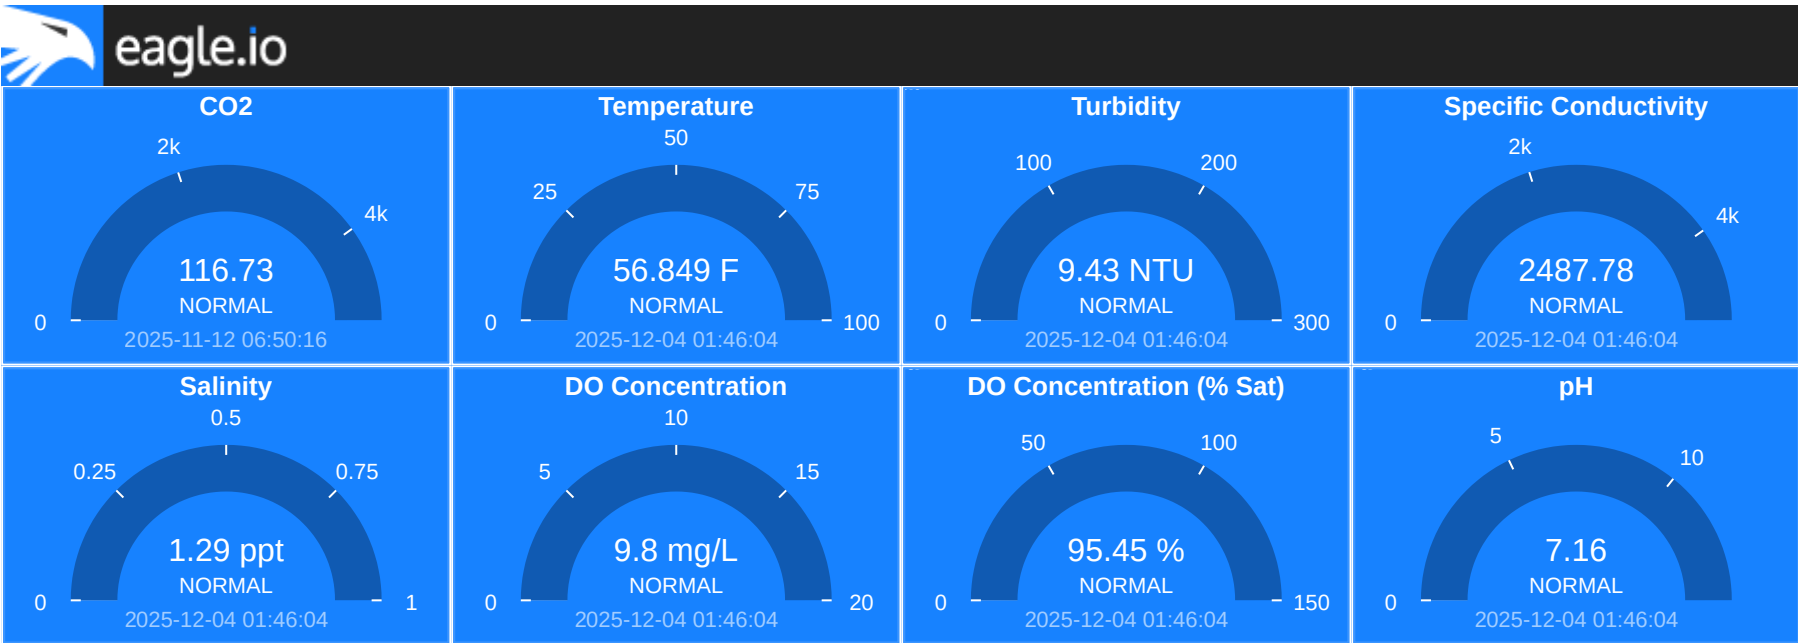 eagle.io
CO2
2k
4k
0
116.73
NORMAL
2025-11-12 06:50:16
Temperature
50
25
75
0
100
56.849 F
NORMAL
2025-12-04 01:46:04
Turbidity
100
200
0
300
9.43 NTU
NORMAL
2025-12-04 01:46:04
Specific Conductivity
2k
4k
0
2487.78
NORMAL
2025-12-04 01:46:04
Salinity
0.5
0.25
0.75
0
1
1.29 ppt
NORMAL
2025-12-04 01:46:04
DO Concentration
10
5
15
0
20
9.8 mg/L
NORMAL
2025-12-04 01:46:04
DO Concentration (% Sat)
50
100
0
150
95.45 %
NORMAL
2025-12-04 01:46:04
pH
5
10
0
7.16
NORMAL
2025-12-04 01:46:04